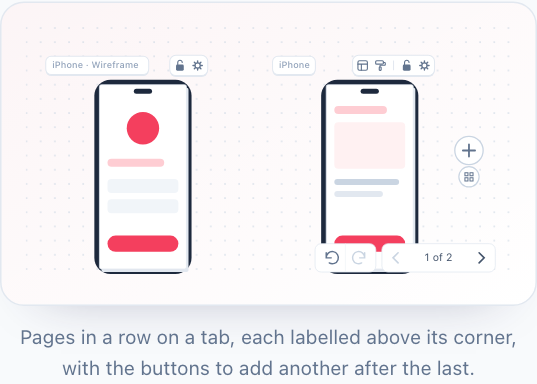 iPhone · Wireframe
iPhone
1 of 2
Pages in a row on a tab, each labelled above its corner,
with the buttons to add another after the last.